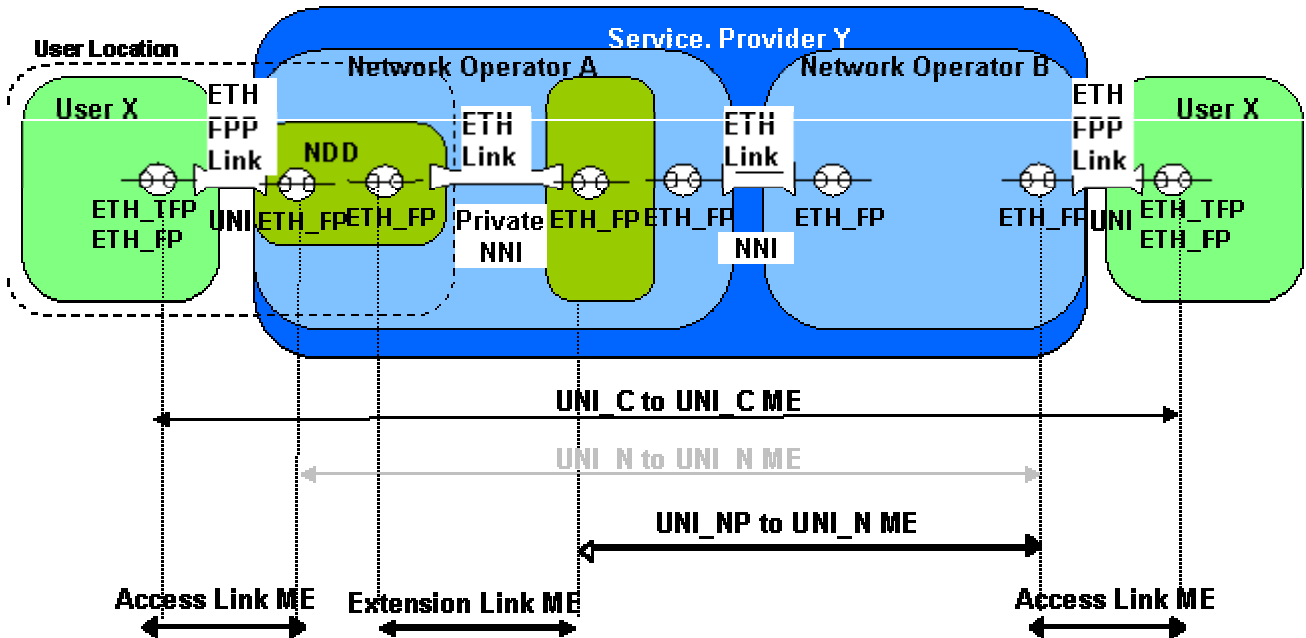 Service. Provider Y
User Location
Network Operator A
Network Operator B
User X
ETH
FPP
Link
NDD
ETH
Link
ETH
Link
ETH
FPP
Link
User X
ETH_TFP
ETH_FP
UNI
ETH_FP
ETH_FP
Private
NNI
ETH_FP
ETH_FP
NNI
ETH_FP
ETH_FP
UNI
ETH_TFP
ETH_FP
UNI_C to UNI_C ME
UNI_N to UNI_N ME
UNI_NP to UNI_N ME
Access Link ME
Extension Link ME
Access Link ME